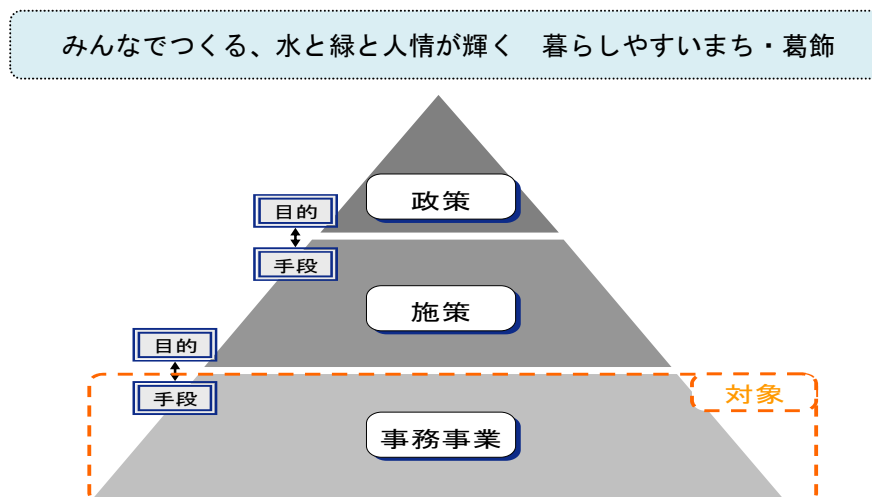 みんなでつくる、水と緑と人情が輝く　暮らしやすいまち・葛飾
政策
目的
手段
施策
目的
手段
対象
事務事業